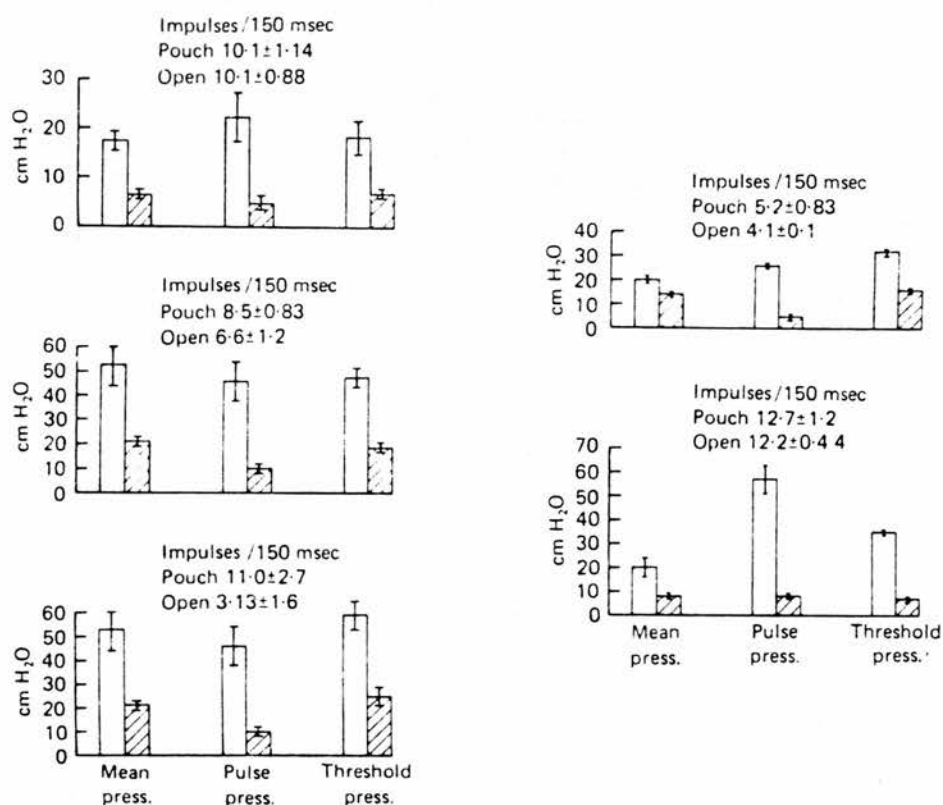 Impulses/150 msec
Pouch 10·1±1·14
Open 10·1±0·88
30
20
10
0
cm H₂O
Impulses /150 msec
Pouch 8·5±0·83
Open 6·6±1·2
60
50
40
30
20
10
0
cm H₂O
Impulses /150 msec
Pouch 11·0±2·7
Open 3·13±1·6
60
50
40
30
20
10
0
cm H₂O
Mean press.
Pulse press.
Threshold press.
Impulses /150 msec
Pouch 5·2±0·83
Open 4·1±0·1
40
30
20
10
0
cm H₂O
Impulses/150 msec
Pouch 12·7±1·2
Open 12·2±0·4 4
70
60
50
40
30
20
10
0
cm H₂O
Mean press.
Pulse press.
Threshold press.